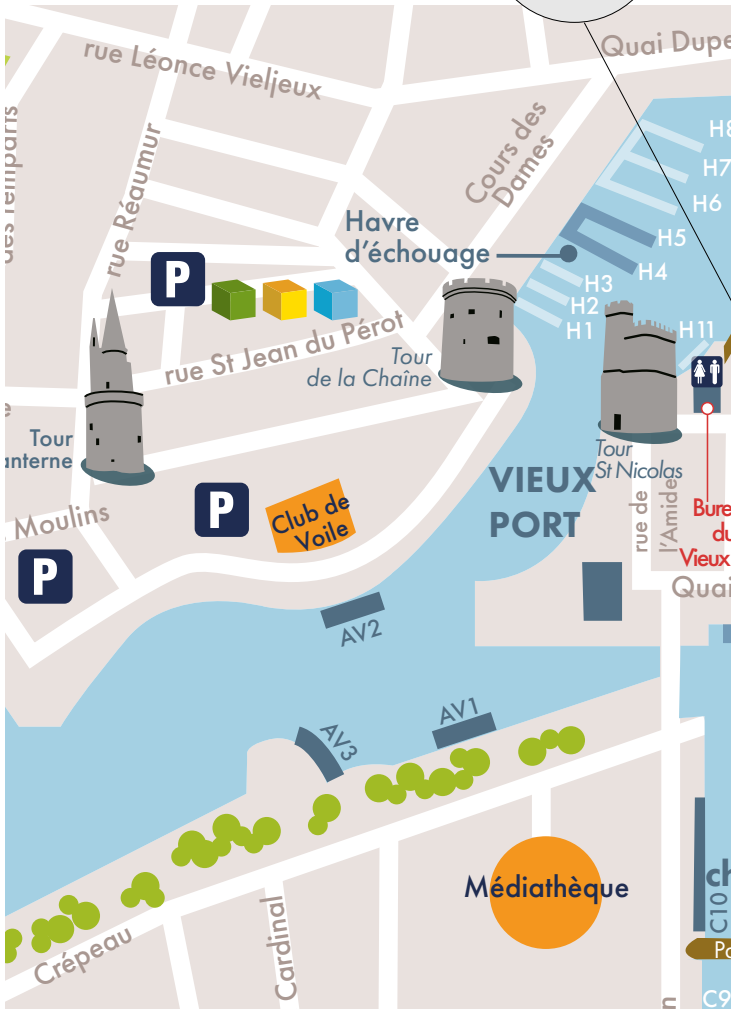 rue Léonce Vieljeux
Quai Dupe
des remparts
rue Réaumur
Cours des
Dames
H8
H7
H6
H5
H4
H3
H2
H1
H11
Havre
d'échouage
P
rue St Jean du Pérot
Tour
de la Chaîne
Tour
anterne
Tour
St Nicolas
VIEUX
PORT
rue de
l'Amide
Bure
du
Vieux
Quai
Moulins
P
Club de
Voile
P
AV2
AV1
AV3
Médiathèque
Crépeau
Cardinal
ch
C10
Po
C9
n